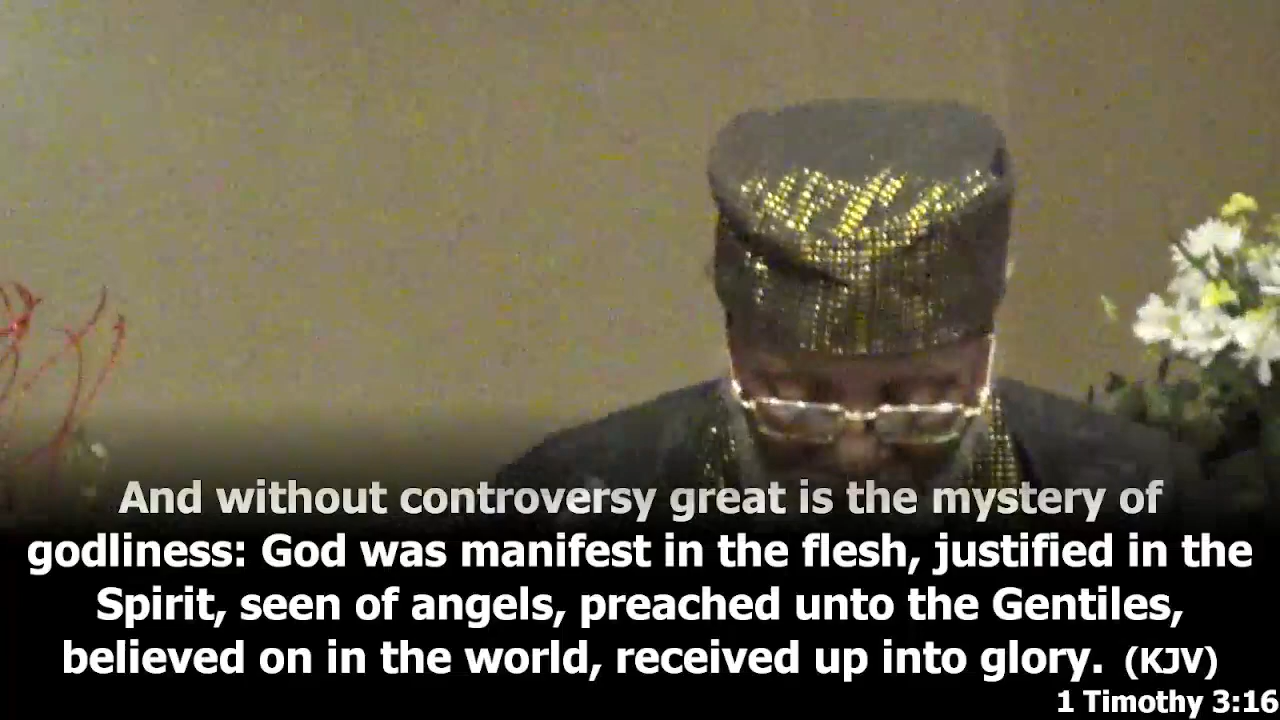 And without controversy great is the mystery of
godliness: God was manifest in the flesh, justified in the
Spirit, seen of angels, preached unto the Gentiles,
believed on in the world, received up into glory. (KJV)
1 Timothy 3:16